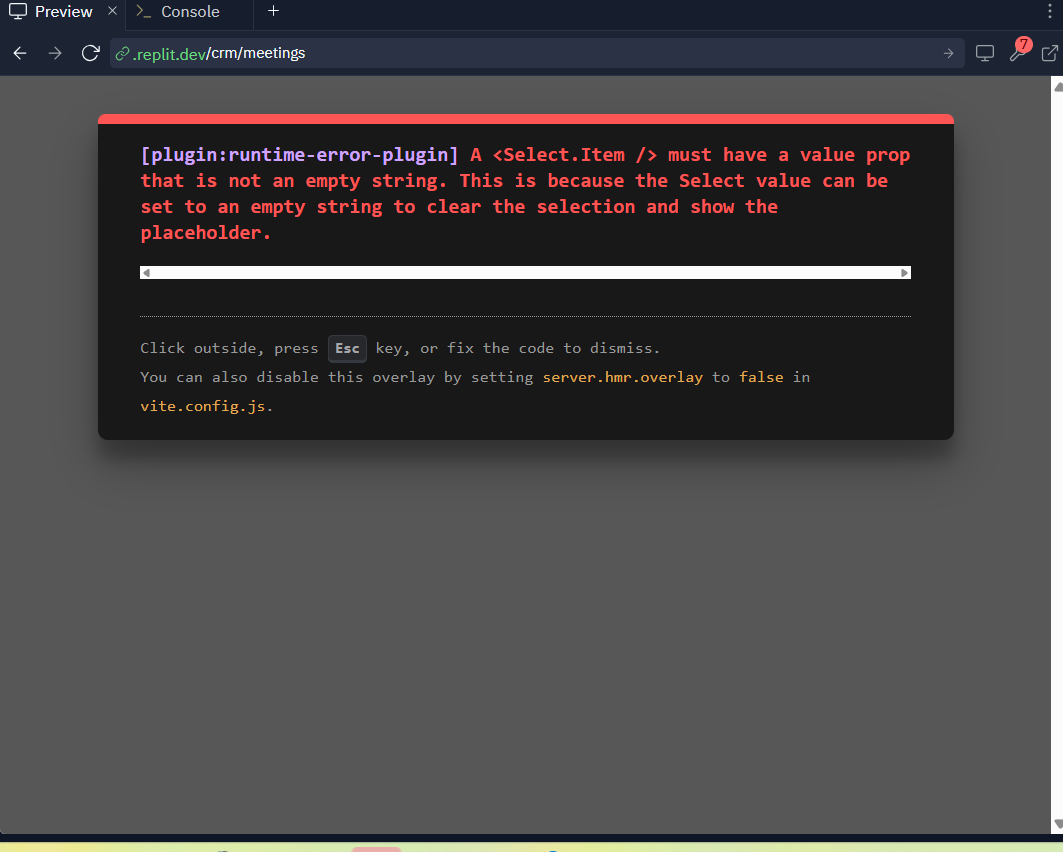 Preview × >_ Console +
.replit.dev/crm/meetings
7
[plugin:runtime-error-plugin] A <Select.Item /> must have a value prop
that is not an empty string. This is because the Select value can be
set to an empty string to clear the selection and show the
placeholder.
Click outside, press Esc key, or fix the code to dismiss.
You can also disable this overlay by setting server.hmr.overlay to false in
vite.config.js.